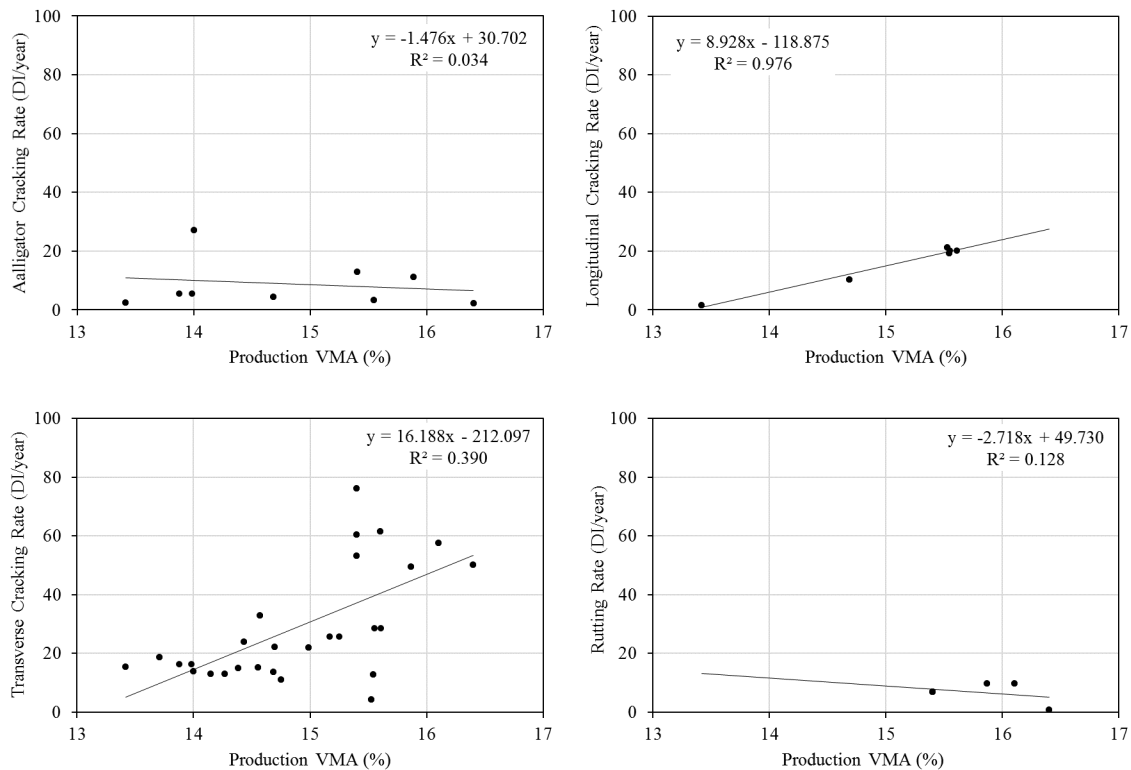 Aalligator Cracking Rate (DI/year)
100
80
60
40
20
0
y = -1.476x + 30.702
R² = 0.034
13 14 15 16 17
Production VMA (%)
Longitudinal Cracking Rate (DI/year)
100
80
60
40
20
0
y = 8.928x - 118.875
R² = 0.976
13 14 15 16 17
Production VMA (%)
Transverse Cracking Rate (DI/year)
100
80
60
40
20
0
y = 16.188x - 212.097
R² = 0.390
13 14 15 16 17
Production VMA (%)
Rutting Rate (DI/year)
100
80
60
40
20
0
y = -2.718x + 49.730
R² = 0.128
13 14 15 16 17
Production VMA (%)